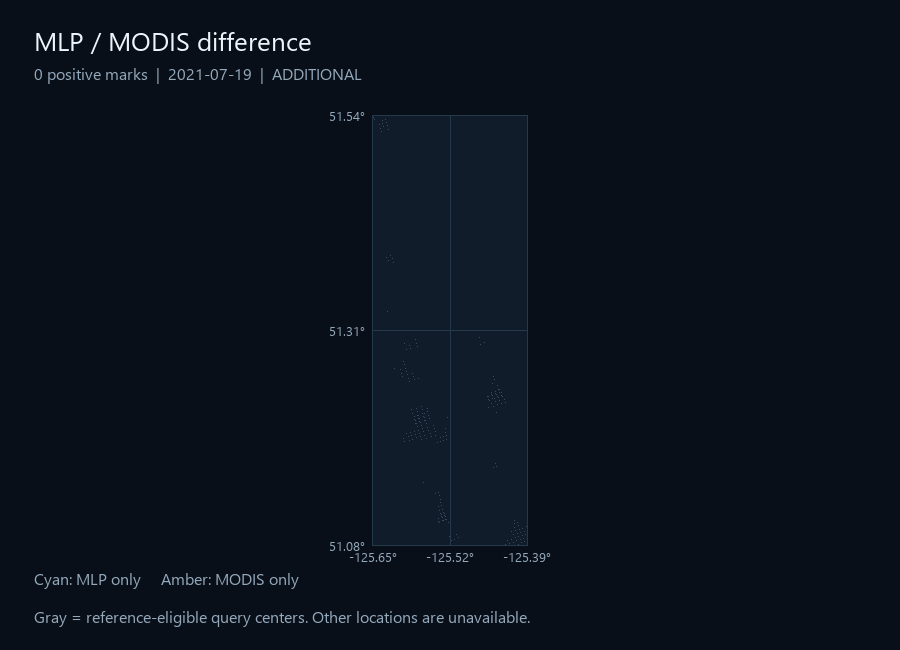 MLP / MODIS difference
0 positive marks  |  2021-07-19  |  ADDITIONAL
51.54°
51.31°
51.08°
-125.65°  -125.52°  -125.39°
Cyan: MLP only     Amber: MODIS only
Gray = reference-eligible query centers. Other locations are unavailable.